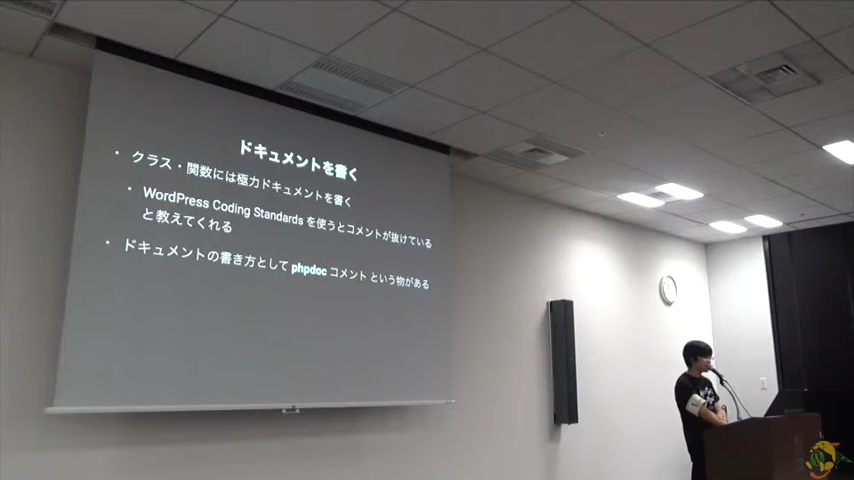 ドキュメントを書く
・クラス・関数には極力ドキュメントを書く
・WordPress Coding Standards を使うとコメントが抜けている
と教えてくれる
・ドキュメントの書き方として phpdoc コメント という物がある